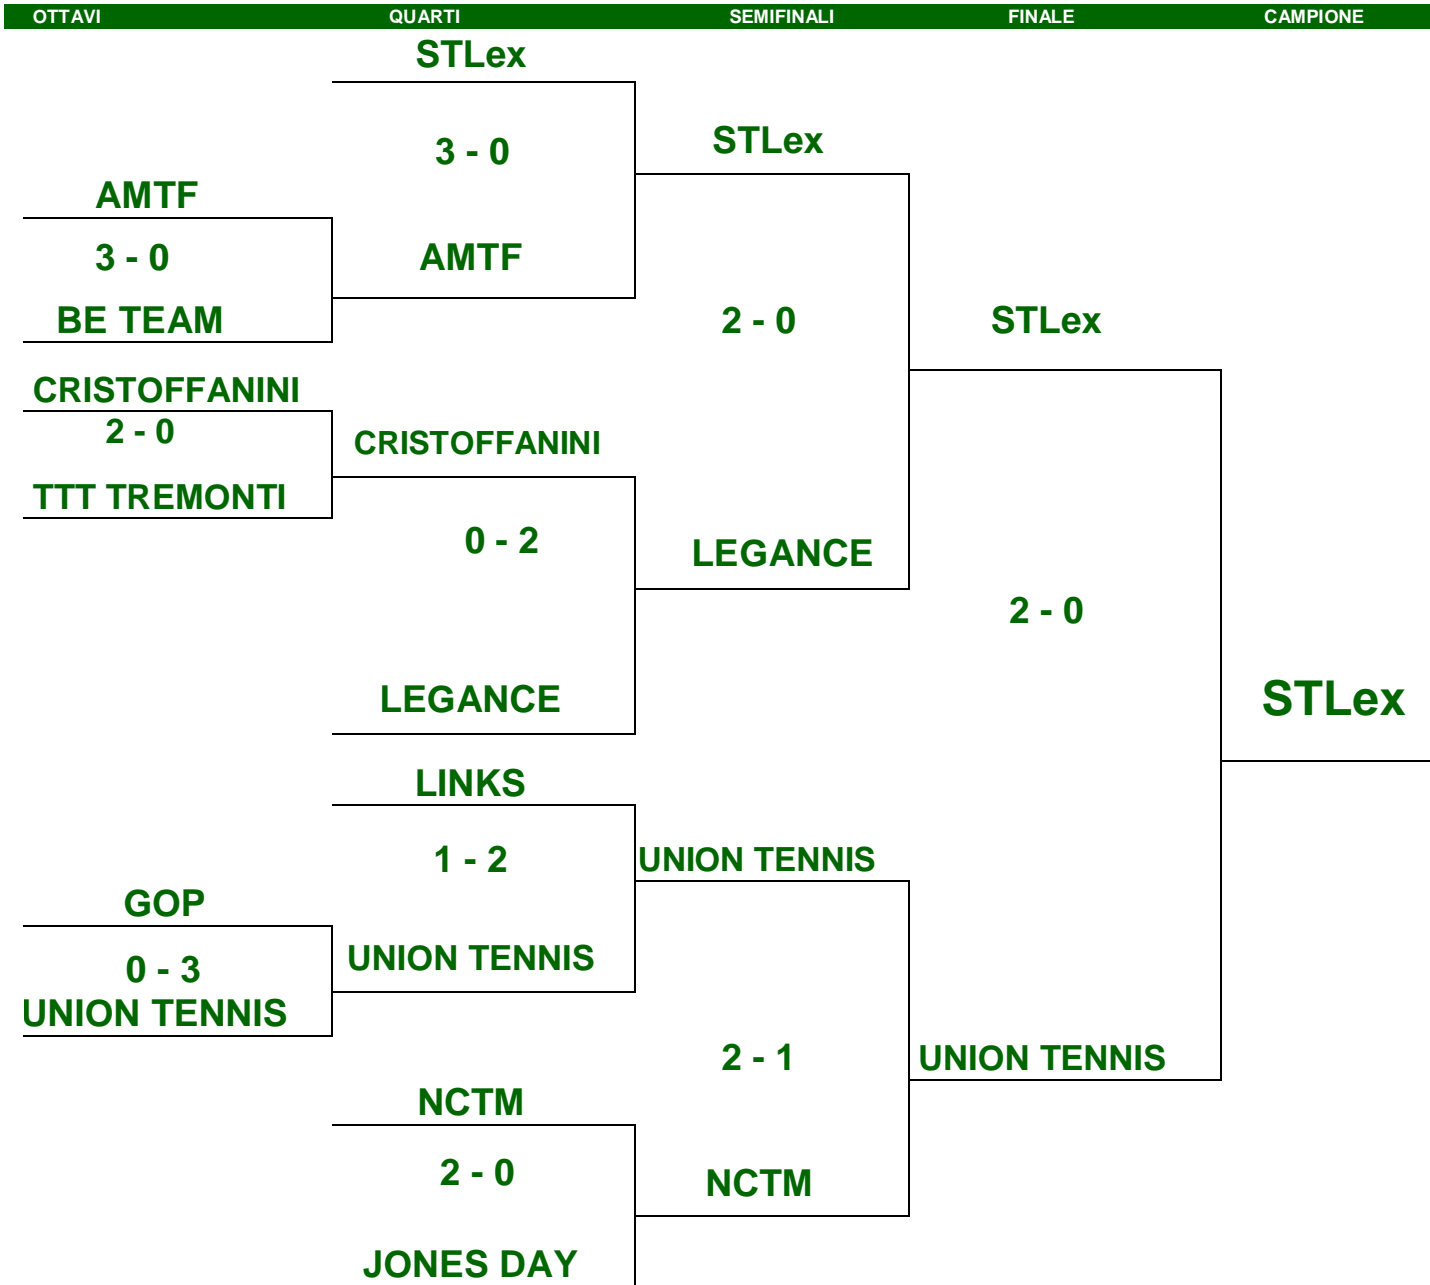 OTTAVI QUARTI SEMIFINALI FINALE CAMPIONE
STLex
3 - 0
STLex
AMTF
3 - 0
AMTF
BE TEAM
2 - 0
STLex
CRISTOFFANINI
2 - 0
CRISTOFFANINI
TTT TREMONTI
0 - 2
LEGANCE
2 - 0
LEGANCE
STLex
LINKS
1 - 2
UNION TENNIS
GOP
0 - 3
UNION TENNIS
UNION TENNIS
2 - 1
UNION TENNIS
NCTM
2 - 0
NCTM
JONES DAY